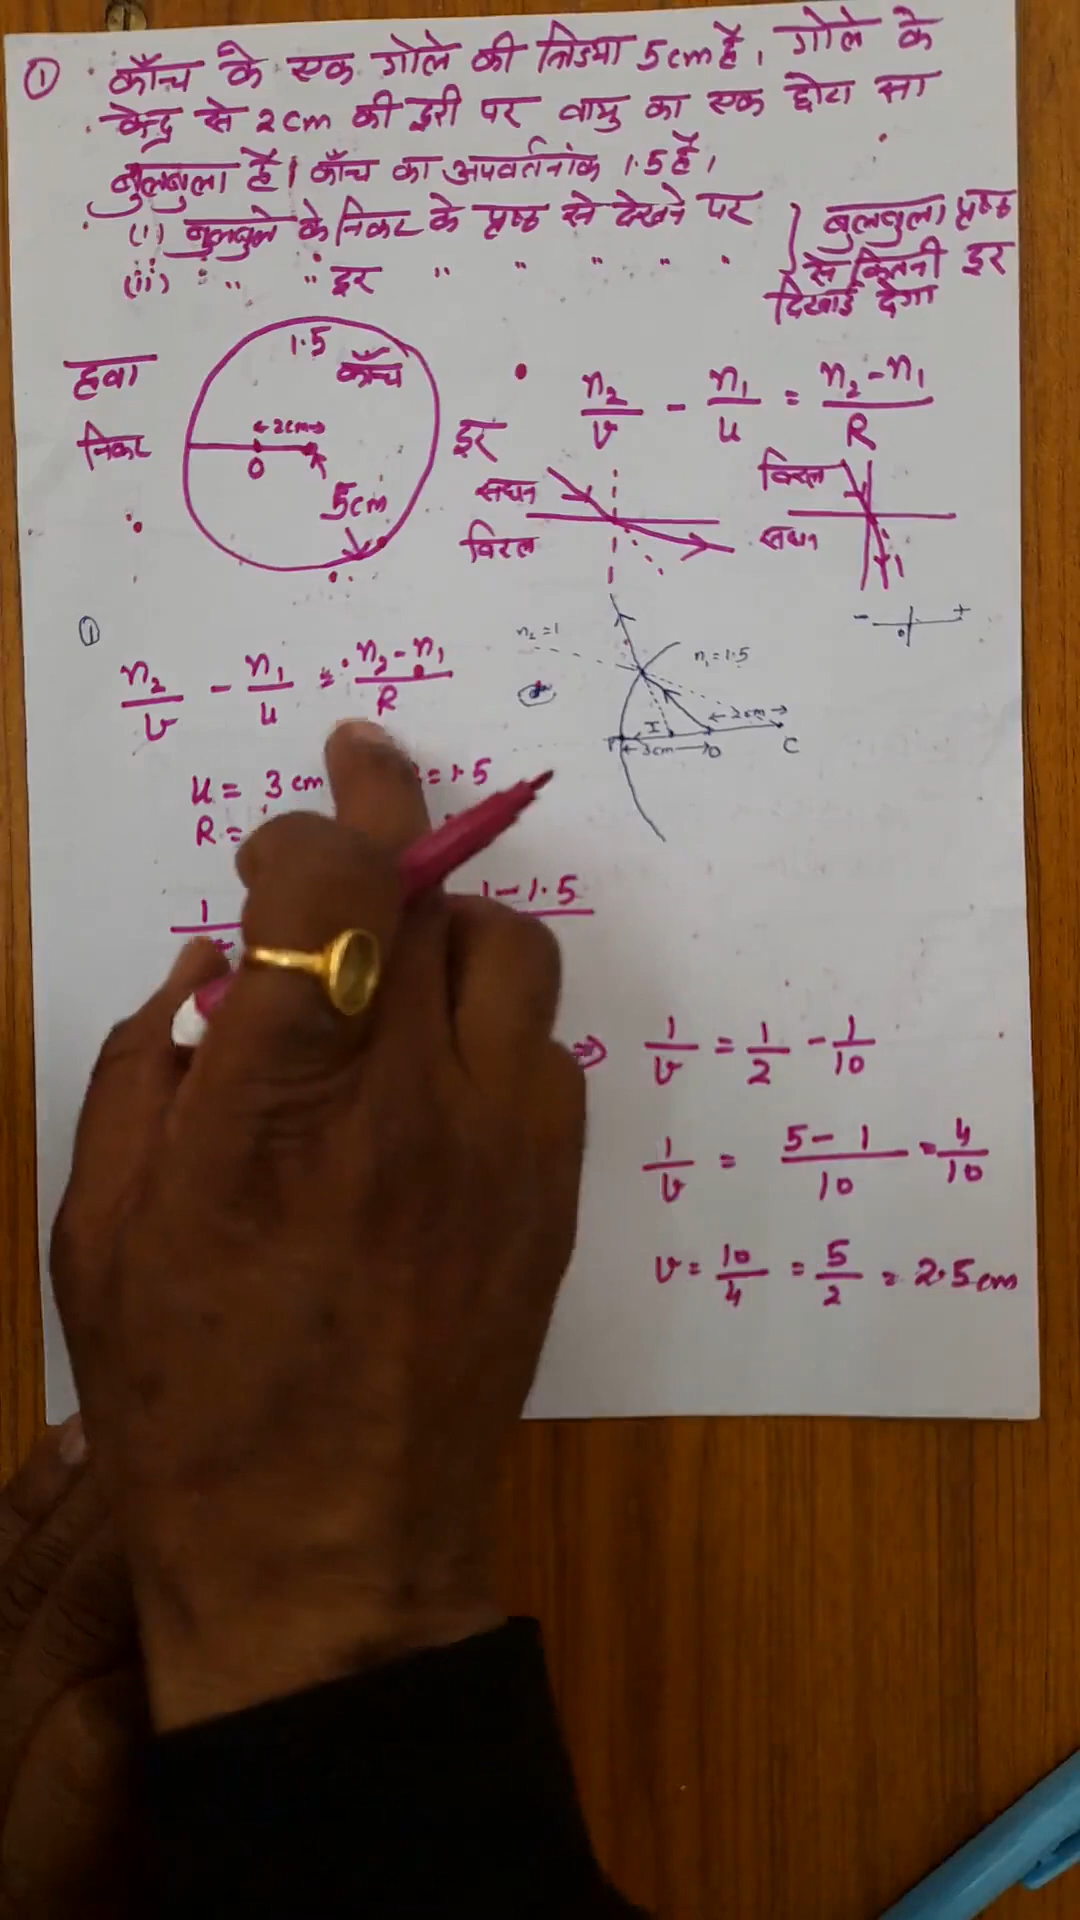 ① काँच के एक गोले की त्रिज्या 5cm है, गोले के
केन्द्र से 2cm की दूरी पर वायु का एक छोटा सा
बुलबुला है। काँच का अपवर्तनांक 1.5 है।
(i) बुलबुले के निकट के पृष्ठ से देखने पर } बुलबुला पृष्ठ
(ii) " " दूर " " " " से कितनी दूर
दिखाई देगा
हवा
1.5
काँच
निकट
2cm
O
A
5cm
दूर
n₂/v - n₁/u = n₂-n₁/R
सघन
विरल
विरल
सघन
- 0 +
①
n₂/v - n₁/u = n₂-n₁/R
n₂=1
n₁=1.5
2cm
I
P 3cm O C
u = 3 cm =1.5
R =
1 1-1.5
⇒ 1/v = 1/2 - 1/10
1/v = 5-1/10 = 4/10
v = 10/4 = 5/2 = 2.5cm